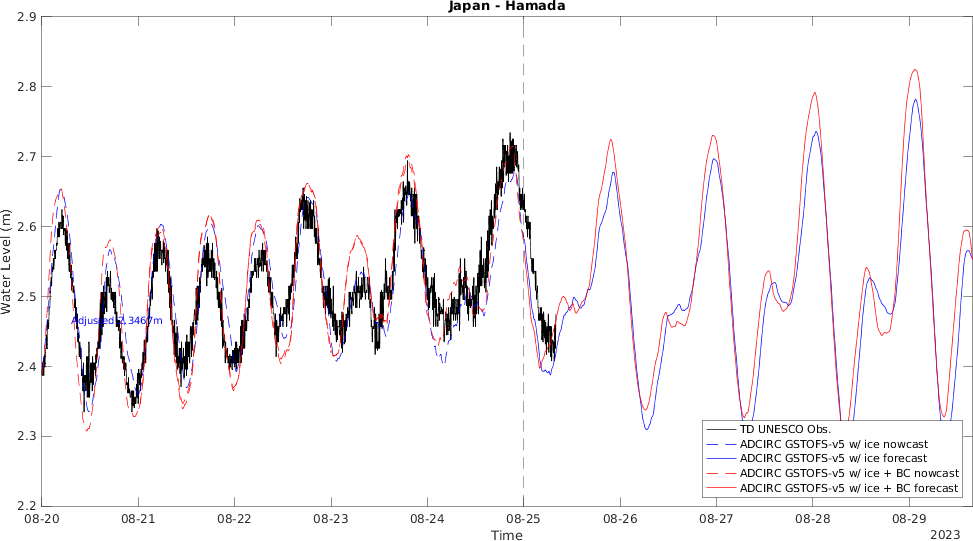 Japan - Hamada
2.9
2.8
2.7
2.6
2.5
2.4
2.3
2.2
Water Level (m)
TD UNESCO Obs.
ADCIRC GSTOFS-v5 w/ ice nowcast
ADCIRC GSTOFS-v5 w/ ice forecast
ADCIRC GSTOFS-v5 w/ ice + BC nowcast
ADCIRC GSTOFS-v5 w/ ice + BC forecast
08-20 08-21 08-22 08-23 08-24 08-25 08-26 08-27 08-28 08-29
Time
2023